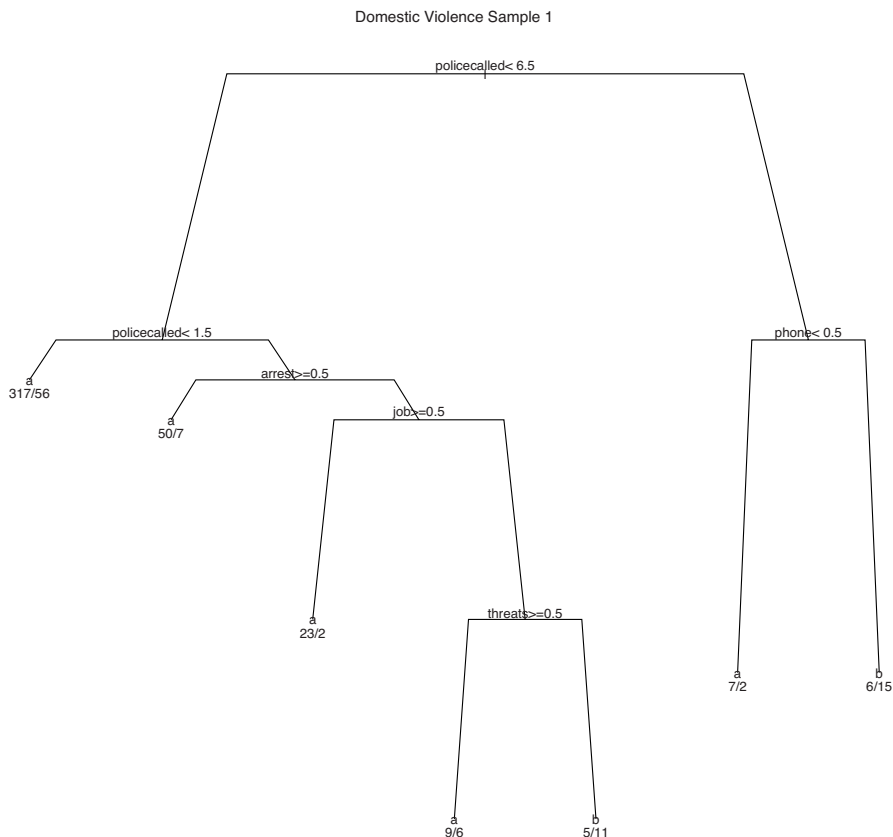 Domestic Violence Sample 1
policecalled< 6.5
policecalled< 1.5
phone< 0.5
a
317/56
arrest>=0.5
a
50/7
job>=0.5
a
23/2
threats>=0.5
a
7/2
b
6/15
a
9/6
b
5/11